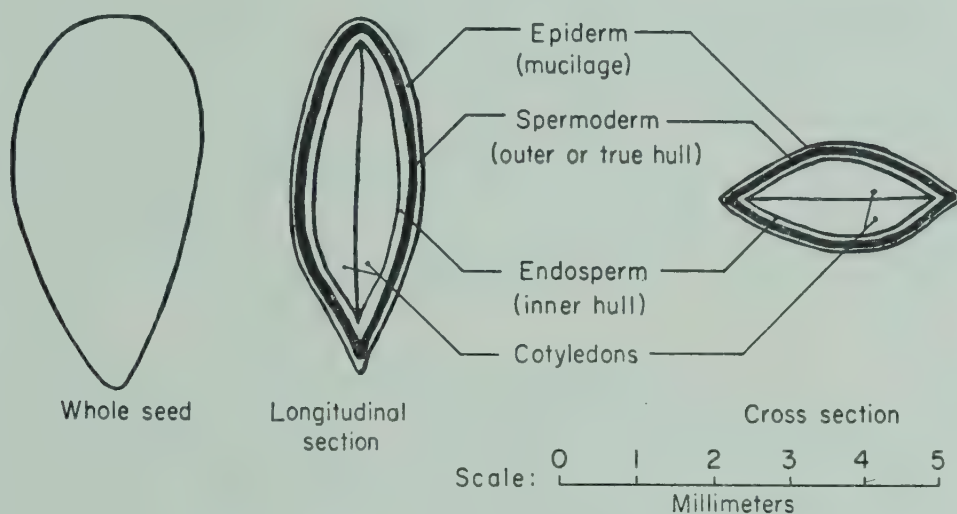 Epiderm
(mucilage)
Spermoderm
(outer or true hull)
Endosperm
(inner hull)
Cotyledons
Whole seed
Longitudinal
section
Cross section
Scale: 0 1 2 3 4 5
Millimeters